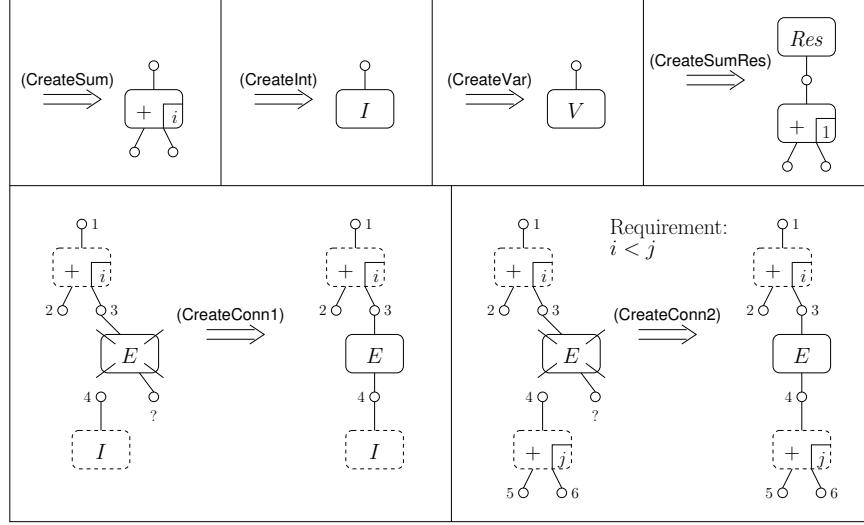 (CreateSum)
+ i
(CreateInt)
I
(CreateVar)
V
(CreateSumRes)
Res
+ 1
1
+ i
2 3
E
4
?
I
(CreateConn1)
1
+ i
2 3
E
4
I
1
+ i
2 3
E
4
?
+ j
5 6
Requirement:
i < j
(CreateConn2)
1
+ i
2 3
E
4
+ j
5 6